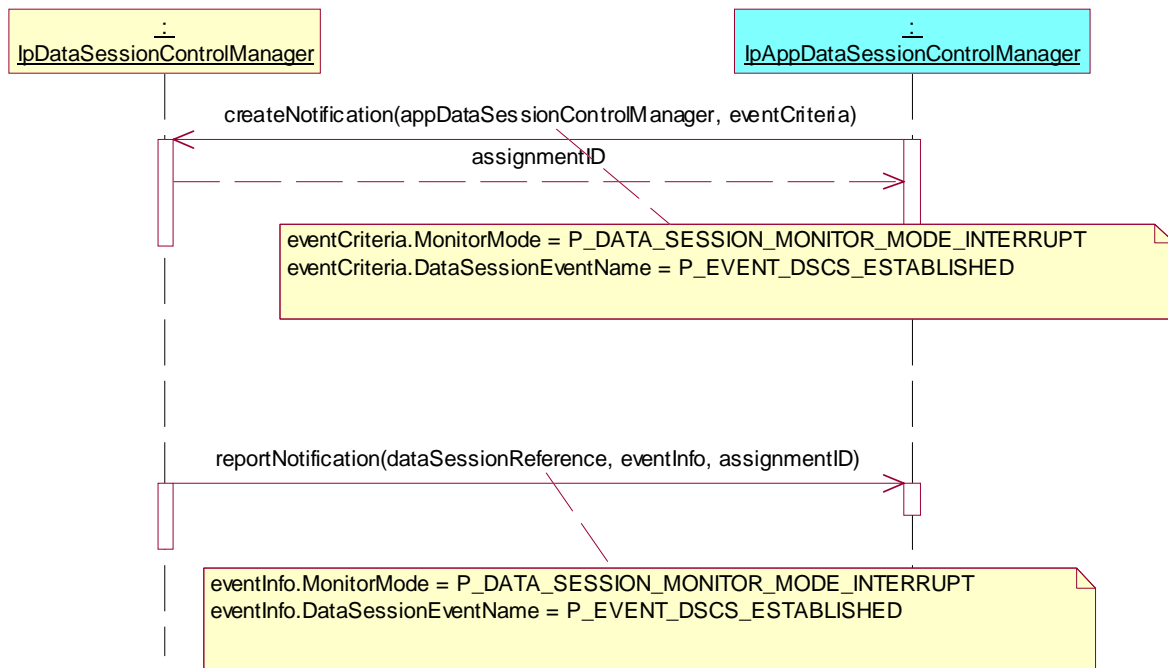 :
IpDataSessionControlManager
:
IpAppDataSessionControlManager
createNotification(appDataSessionControlManager, eventCriteria)
assignmentID
eventCriteria.MonitorMode = P_DATA_SESSION_MONITOR_MODE_INTERRUPT
eventCriteria.DataSessionEventName = P_EVENT_DSCS_ESTABLISHED
reportNotification(dataSessionReference, eventInfo, assignmentID)
eventInfo.MonitorMode = P_DATA_SESSION_MONITOR_MODE_INTERRUPT
eventInfo.DataSessionEventName = P_EVENT_DSCS_ESTABLISHED